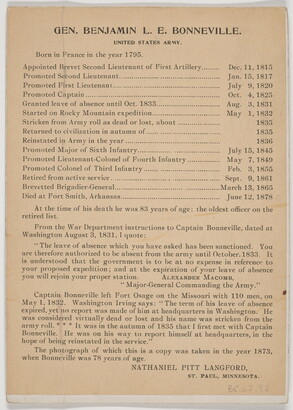 GEN. BENJAMIN L. E. BONNEVILLE.
UNITED STATES ARMY.
Born in France in the year 1795.
Appointed Brevet Second Lieutenant of First Artillery........ Dec. 11, 1815
Promoted Second Lieutenant........ Jan. 15, 1817
Promoted First Lieutenant........ July 9, 1820
Promoted Captain........ Oct. 4, 1825
Granted leave of absence until Oct. 1833........ Aug. 3, 1831
Started on Rocky Mountain expedition........ May 1, 1832
Stricken from Army roll as dead or lost, about........ 1835
Returned to civilization in autumn of........ 1835
Reinstated in Army in the year........ 1836
Promoted Major of Sixth Infantry........ July 15, 1845
Promoted Lieutenant-Colonel of Fourth Infantry........ May 7, 1849
Promoted Colonel of Third Infantry........ Feb. 3, 1855
Retired from active service........ Sept. 9, 1861
Brevetted Brigadier-General........ March 13, 1865
Died at Fort Smith, Arkansas........ June 12, 1878
At the time of his death he was 83 years of age: the oldest officer on the
retired list.
From the War Department instructions to Captain Bonneville, dated at
Washington August 3, 1831, I quote:
"The leave of absence which you have asked has been sanctioned. You
are therefore authorized to be absent from the army until October, 1833. It
is understood that the government is to be at no expense in reference to
your proposed expedition; and at the expiration of your leave of absence
you will rejoin your station. ALEXANDER MACOMB,
"Major-General Commanding the Army."
Captain Bonneville left Fort Osage on the Missouri with 110 men, on
May 1, 1832. Washington Irving says: "The term of his leave of absence
expired, yet no report was made of him at headquarters in Washington. He
was considered virtually dead or lost and his name was stricken from the
army roll. * * * It was in the autumn of 1835 that I first met with Captain
Bonneville. He was on his way to report himself at headquarters, in the
hope of being reinstated in the service."
The photograph of which this is a copy was taken in the year 1873,
when Bonneville was 78 years of age.
NATHANIEL PITT LANGFORD,
ST. PAUL, MINNESOTA.